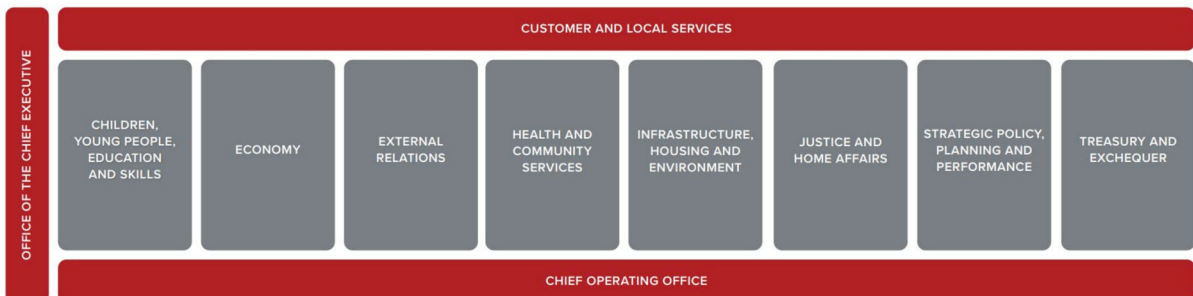 OFFICE OF THE CHIEF EXECUTIVE
CUSTOMER AND LOCAL SERVICES
CHILDREN,
YOUNG PEOPLE,
EDUCATION
AND SKILLS
ECONOMY
EXTERNAL
RELATIONS
HEALTH AND
COMMUNITY
SERVICES
INFRASTRUCTURE,
HOUSING AND
ENVIRONMENT
JUSTICE AND
HOME AFFAIRS
STRATEGIC POLICY,
PLANNING AND
PERFORMANCE
TREASURY AND
EXCHEQUER
CHIEF OPERATING OFFICE